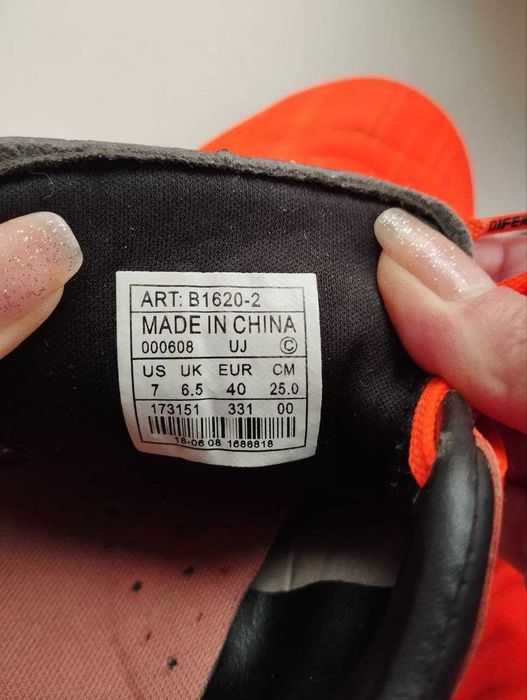 ART: B1620-2
MADE IN CHINA
000608 UJ ©
US UK EUR CM
7 6.5 40 25.0
173151 331 00
18-06 08 1686818